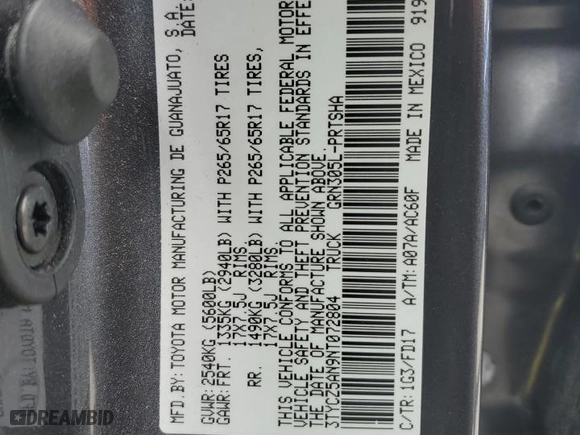 MFD.BY:TOYOTA MOTOR MANUFACTURING DE GUANAJUATO, S.A.
DATE:
GVWR:2540KG(5600LB)
GAWR:FRT. 1335KG (2940LB) WITH P265/65R17 TIRES,
17X7.5J RIMS.
RR. 1490KG (3280LB) WITH P265/65R17 TIRES,
17X7.5J RIMS.
THIS VEHICLE CONFORMS TO ALL APPLICABLE FEDERAL MOTOR
VEHICLE SAFETY AND THEFT PREVENTION STANDARDS IN EFFE
THE DATE OF MANUFACTURE SHOWN ABOVE.
3TYCZ5AN9NT072804 TRUCK GRN305L-PRTSHA
C/TR:1G3/FD17 A/TM:A07A/AC60F MADE IN MEXICO 919
DREAMBID